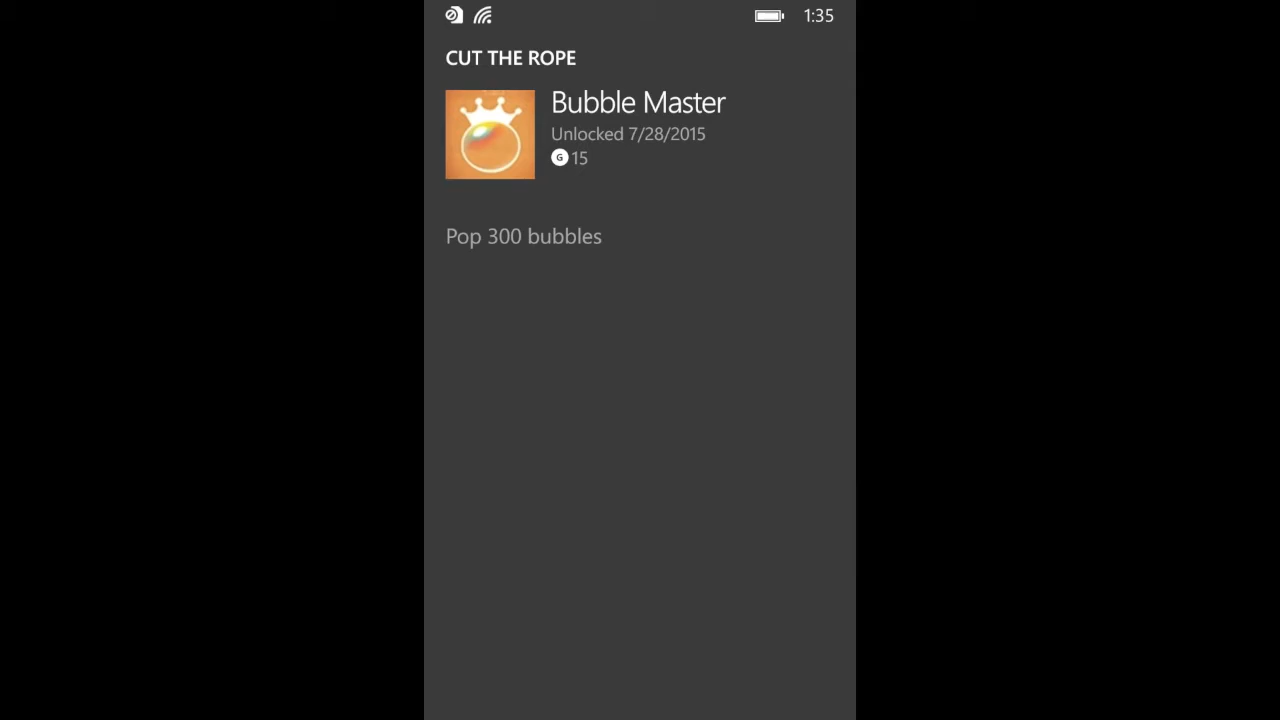 1:35
CUT THE ROPE
Bubble Master
Unlocked 7/28/2015
G 15
Pop 300 bubbles